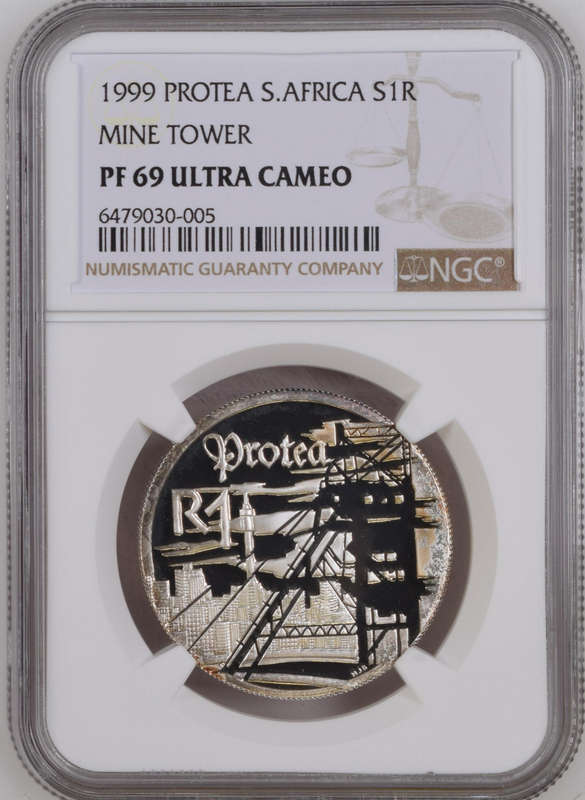 1999 PROTEA S.AFRICA S1R
MINE TOWER
PF 69 ULTRA CAMEO
6479030-005
NUMISMATIC GUARANTY COMPANY
NGC®
Protea
R1